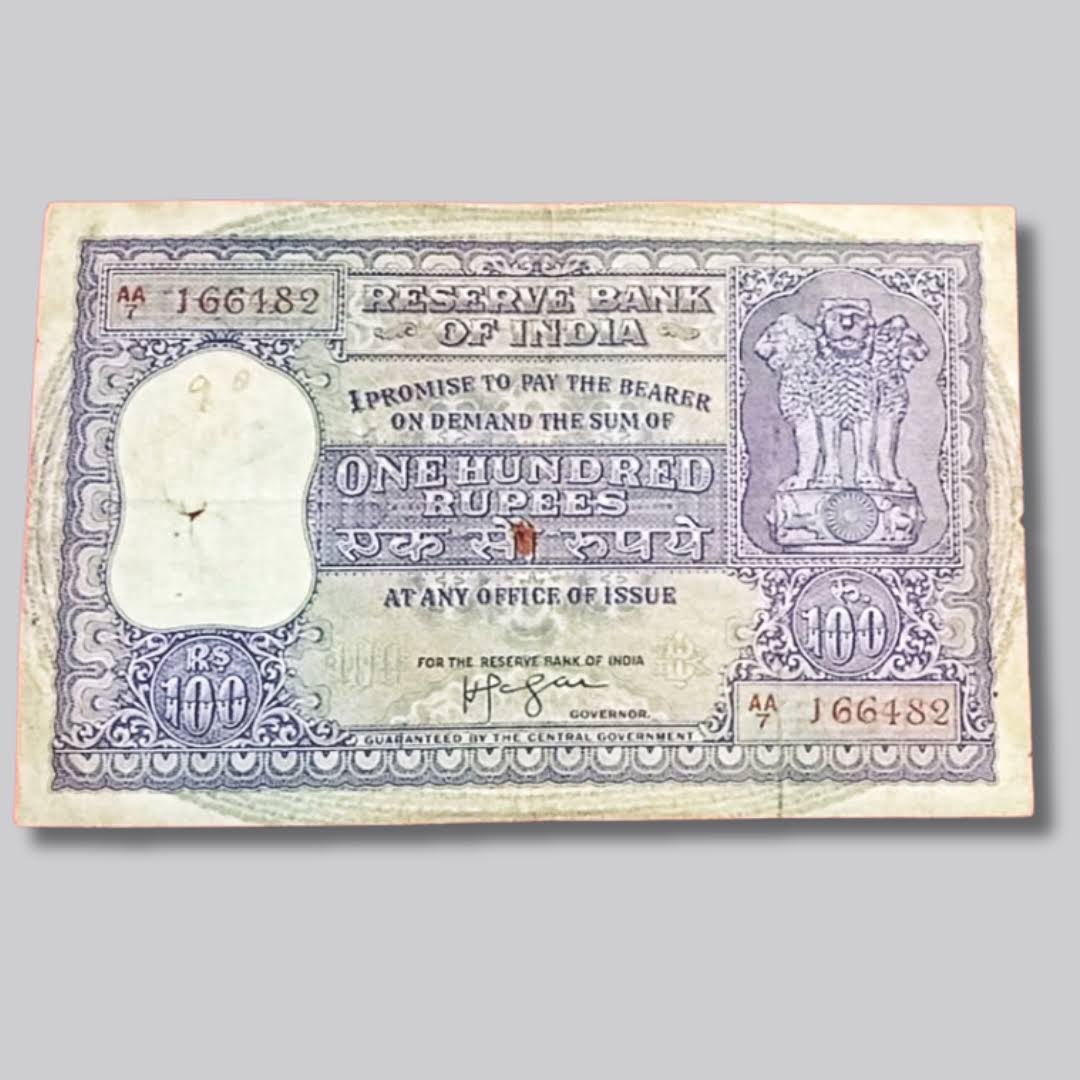 AA/7 166482
RESERVE BANK
OF INDIA
I PROMISE TO PAY THE BEARER
ON DEMAND THE SUM OF
ONE HUNDRED
RUPEES
एक सौ रुपये
AT ANY OFFICE OF ISSUE
FOR THE RESERVE BANK OF INDIA
GOVERNOR.
GUARANTEED BY THE CENTRAL GOVERNMENT
RS
100
रु.
100
AA/7 166482